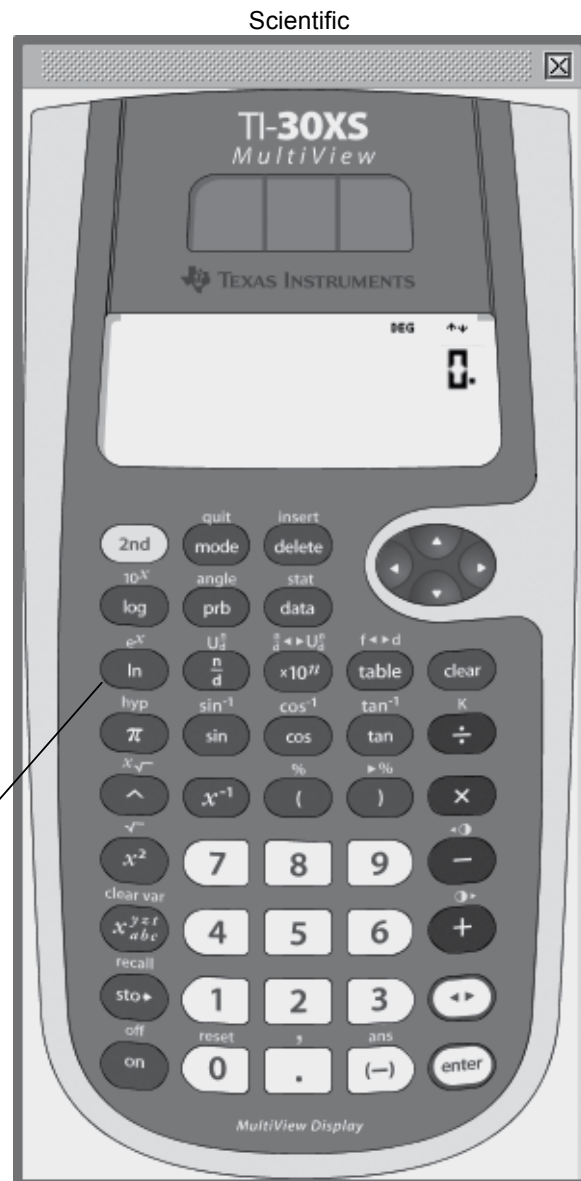 Scientific
TI-30XS
MultiView
TEXAS INSTRUMENTS
DEG ↑↓
0.
quit insert
2nd mode delete
10^x angle stat
log prb data
e^x U n/d n/d◄►U n/d f◄►d
ln n/d ×10^n table clear
hyp sin⁻¹ cos⁻¹ tan⁻¹ K
π sin cos tan ÷
x√ % ►%
^ x⁻¹ ( ) ×
√ ◄◑
x² 7 8 9 −
clear var ◑►
x y z t a b c 4 5 6 +
recall
sto► 1 2 3 ◄►
off reset , ans
on 0 . (−) enter
MultiView Display